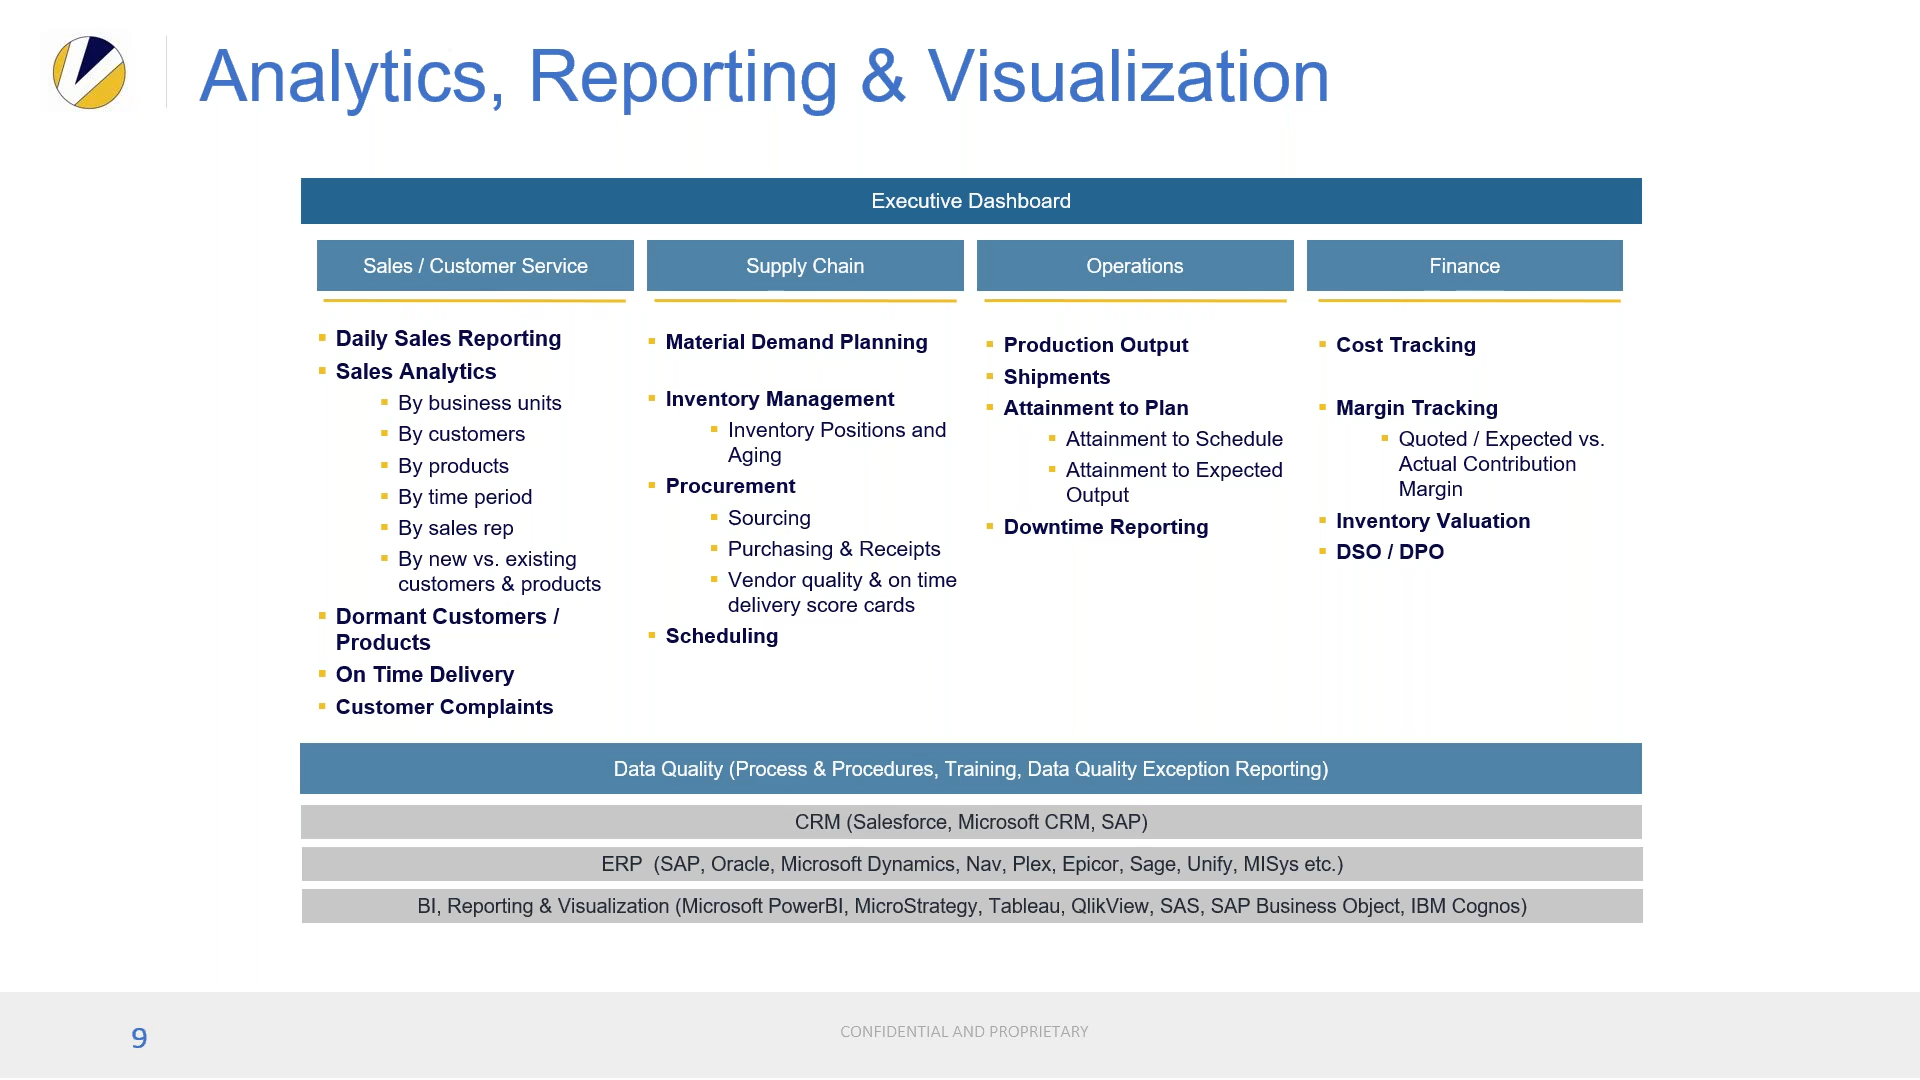 Analytics, Reporting & Visualization
Executive Dashboard
Sales / Customer Service
Daily Sales Reporting
Sales Analytics
By business units
By customers
By products
By time period
By sales rep
By new vs. existing
customers & products
Dormant Customers /
Products
On Time Delivery
Customer Complaints
Supply Chain
Material Demand Planning
Inventory Management
Inventory Positions and
Aging
Procurement
Sourcing
Purchasing & Receipts
Vendor quality & on time
delivery score cards
Scheduling
Operations
Production Output
Shipments
Attainment to Plan
Attainment to Schedule
Attainment to Expected
Output
Downtime Reporting
Finance
Cost Tracking
Margin Tracking
Quoted / Expected vs.
Actual Contribution
Margin
Inventory Valuation
DSO / DPO
Data Quality (Process & Procedures, Training, Data Quality Exception Reporting)
CRM (Salesforce, Microsoft CRM, SAP)
ERP (SAP, Oracle, Microsoft Dynamics, Nav, Plex, Epicor, Sage, Unify, MISys etc.)
BI, Reporting & Visualization (Microsoft PowerBI, MicroStrategy, Tableau, QlikView, SAS, SAP Business Object, IBM Cognos)
9
CONFIDENTIAL AND PROPRIETARY